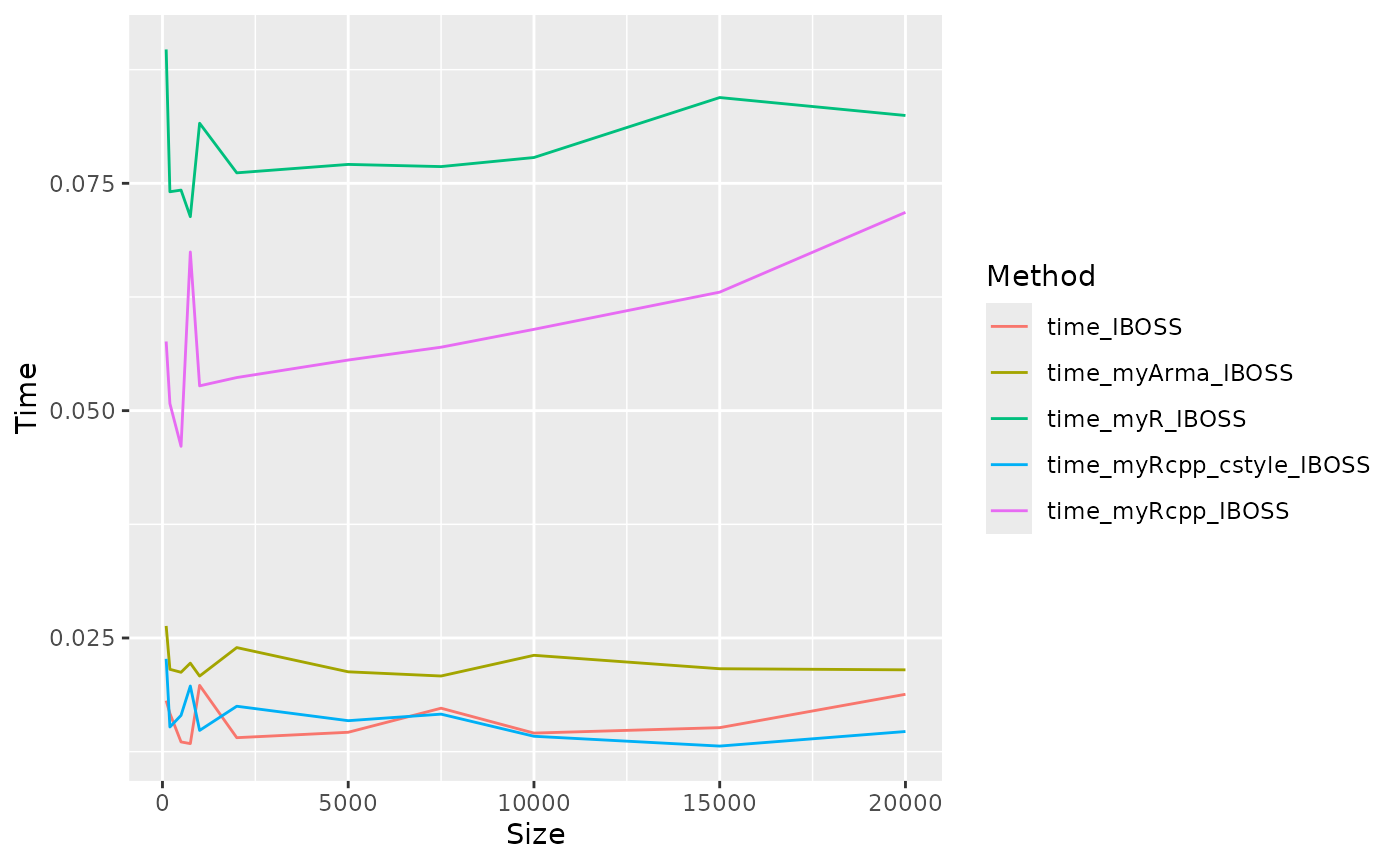 Time
0.075
0.050
0.025
0
5000
10000
15000
20000
Size
Method
time_IBOSS
time_myArma_IBOSS
time_myR_IBOSS
time_myRcpp_cstyle_IBOSS
time_myRcpp_IBOSS